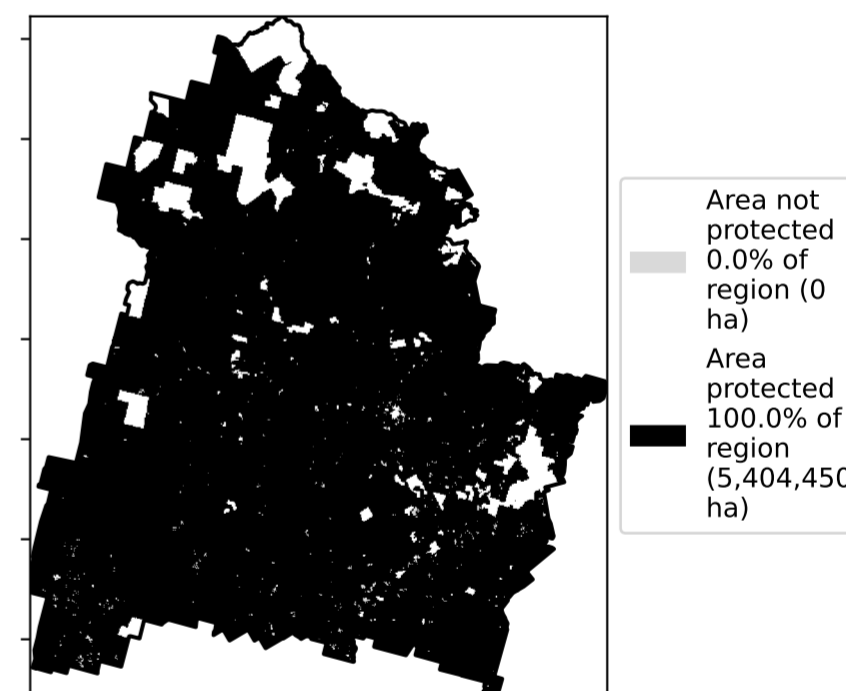 Area not
protected
0.0% of
region (0
ha)
Area
protected
100.0% of
region
(5,404,450
ha)